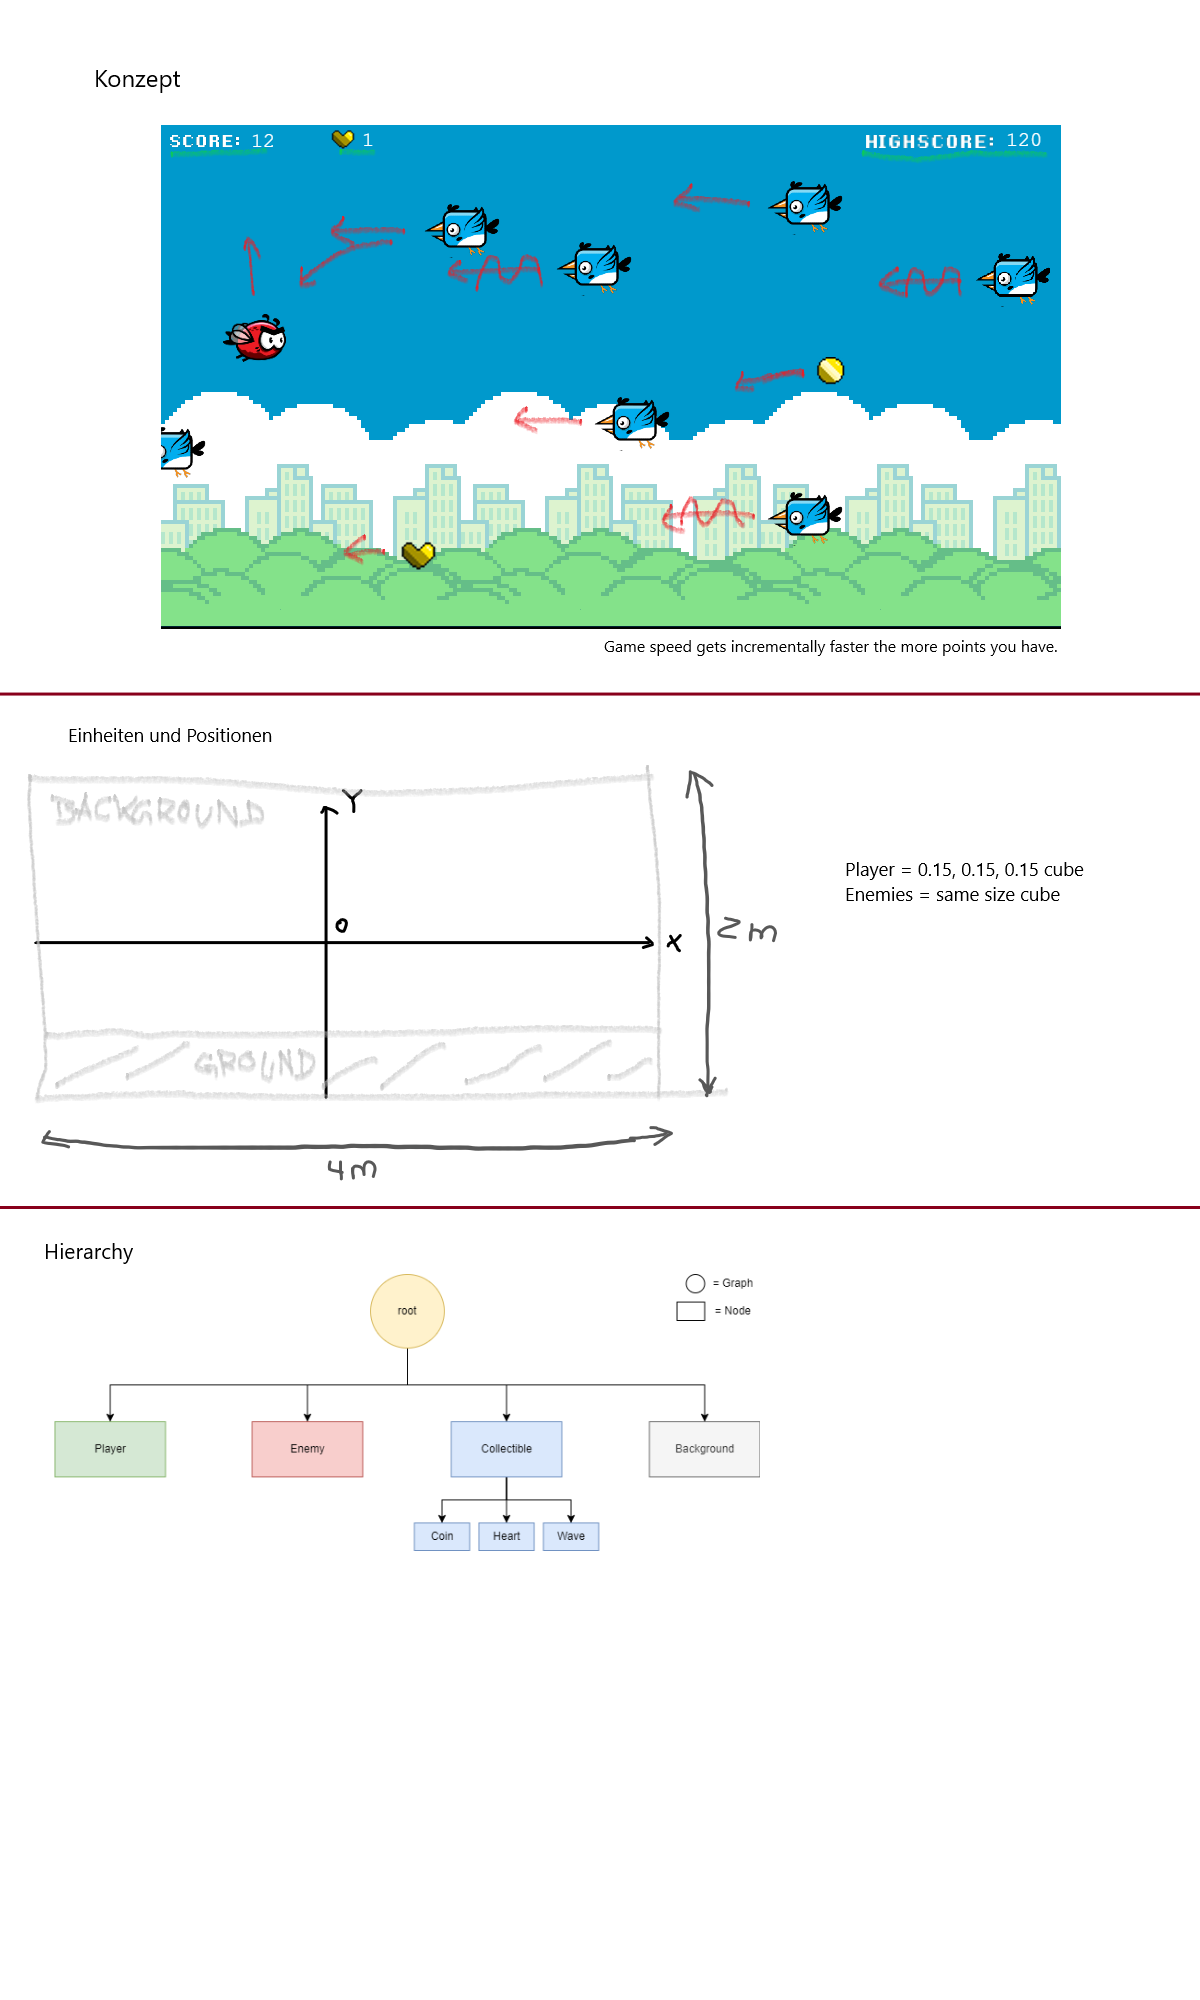 Konzept
SCORE: 12
1
HIGHSCORE: 120
Game speed gets incrementally faster the more points you have.
Einheiten und Positionen
BACKGROUND
Y
0
X
2m
Player = 0.15, 0.15, 0.15 cube
Enemies = same size cube
GROUND
4m
Hierarchy
= Graph
= Node
root
Player
Enemy
Collectible
Background
Coin
Heart
Wave